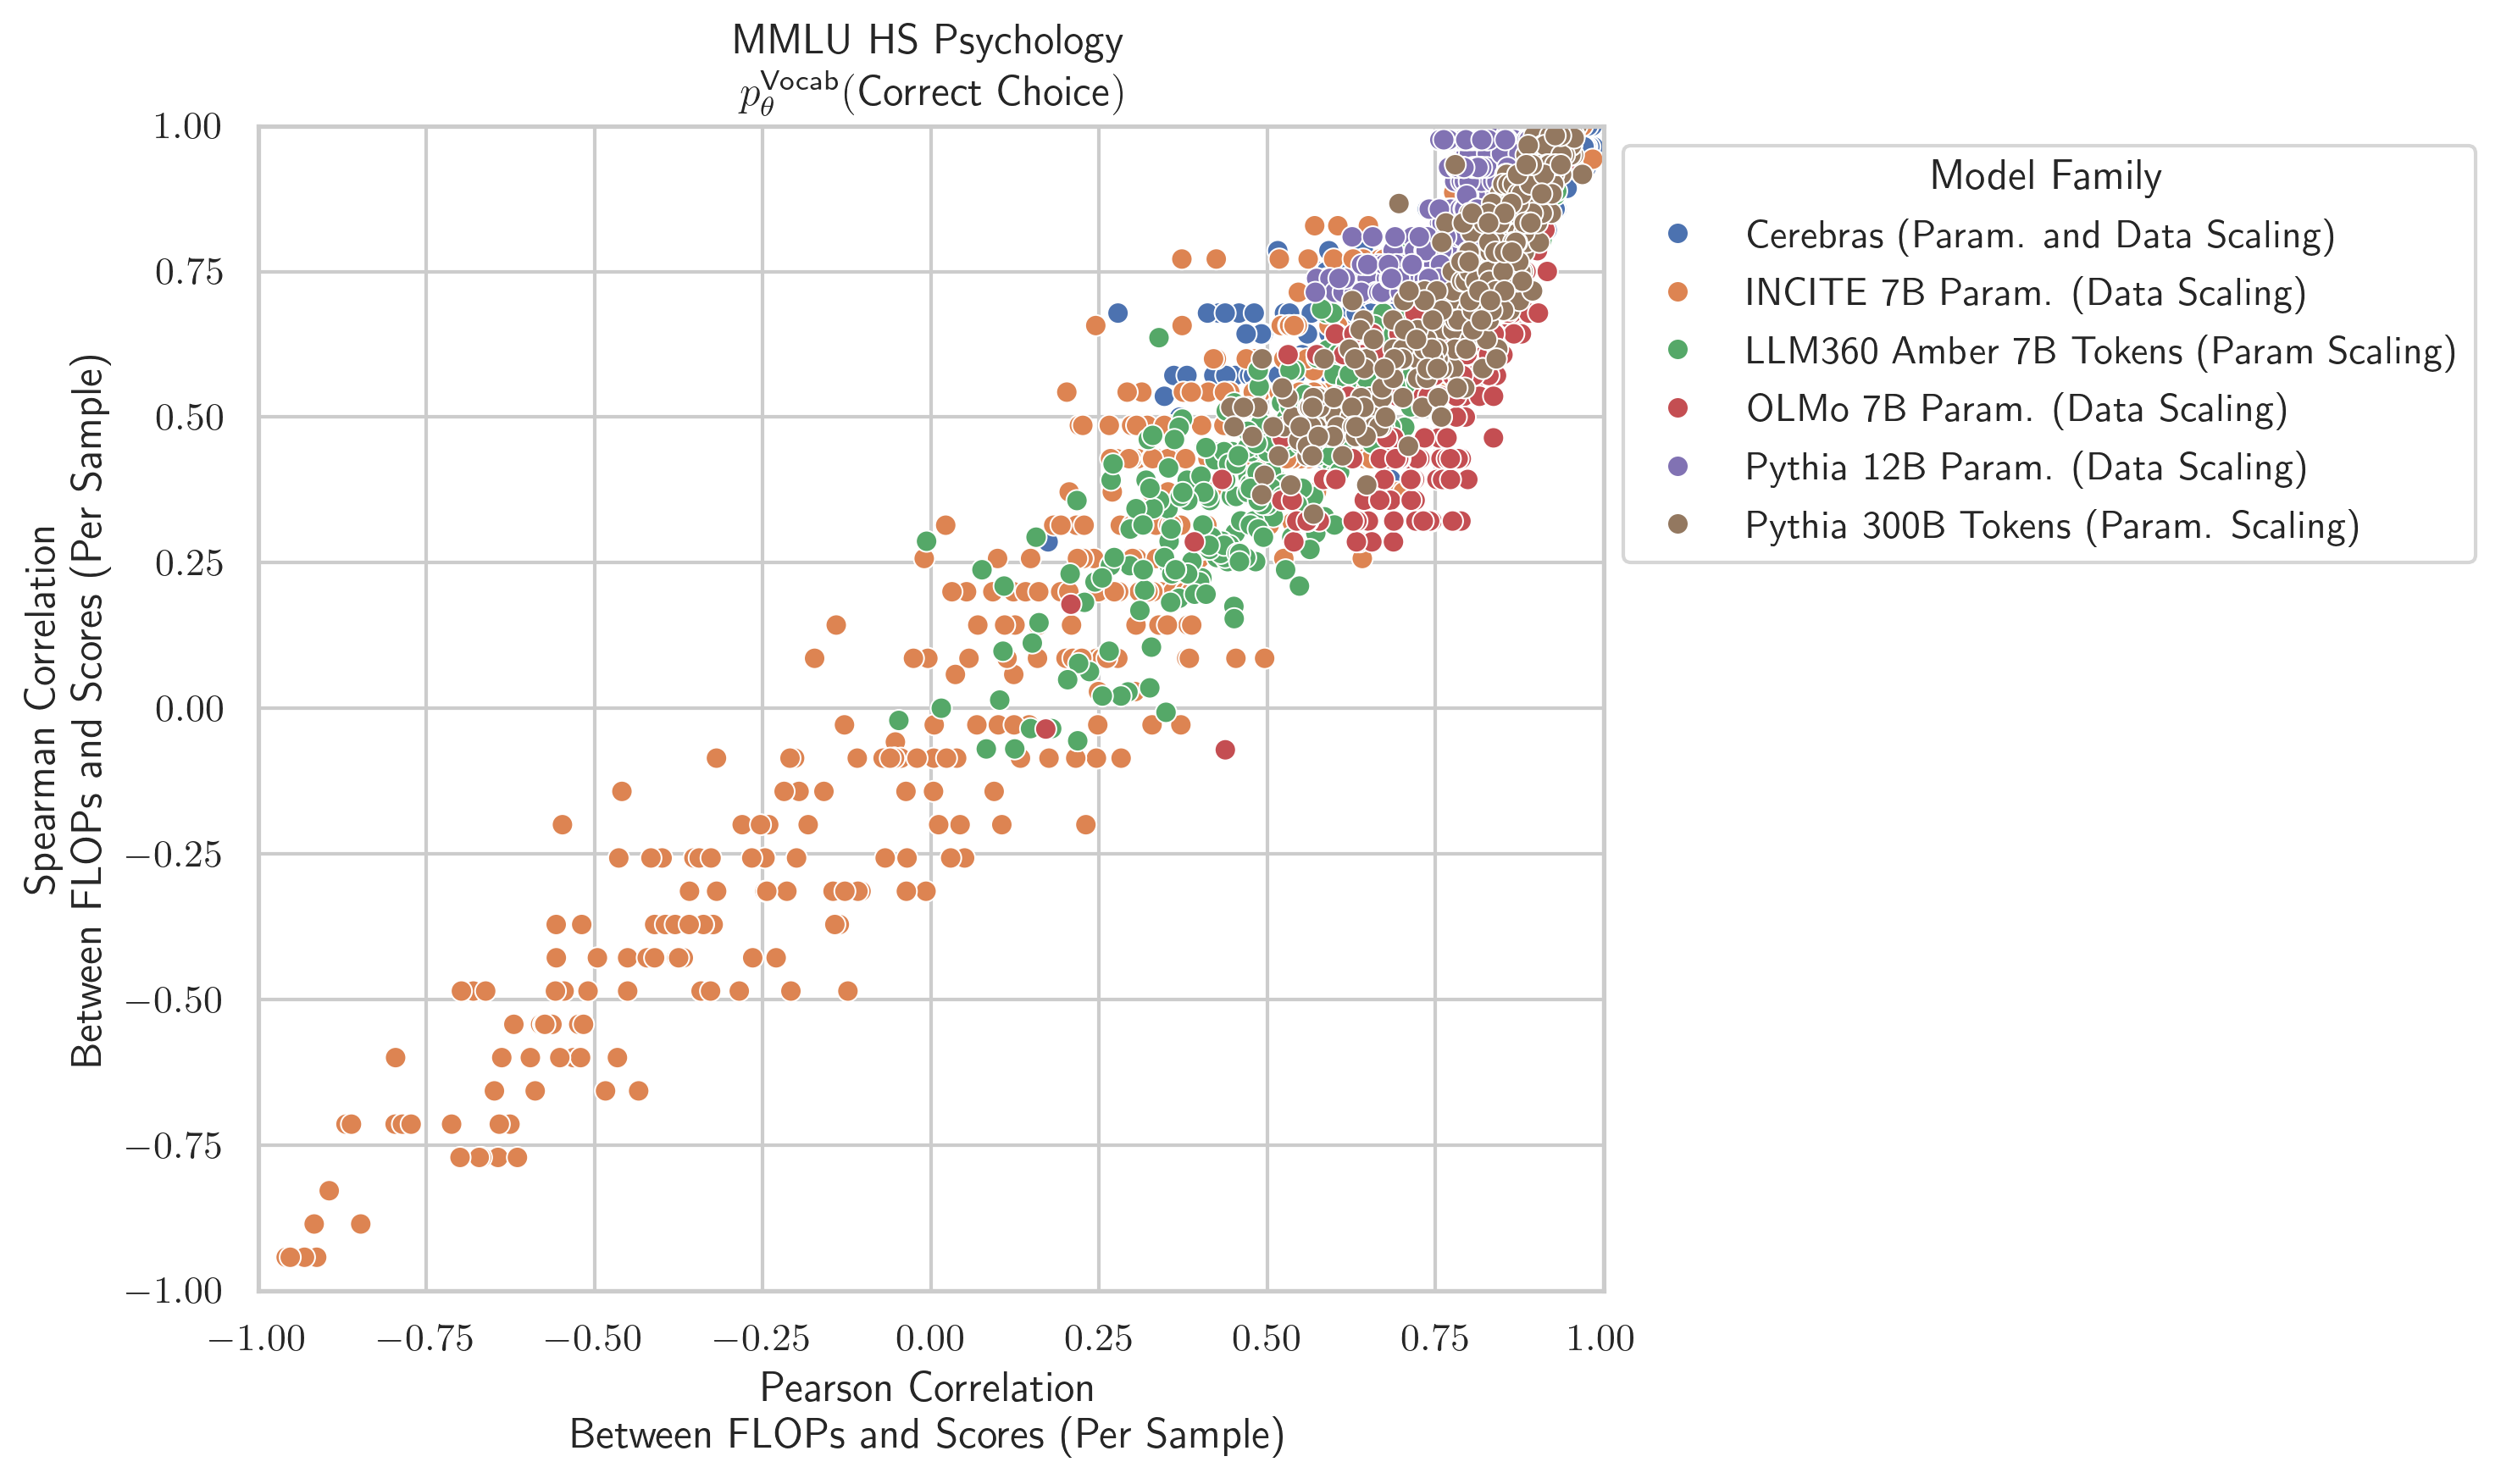 MMLU HS Psychology
p_θ^Vocab(Correct Choice)
1.00
0.75
0.50
0.25
0.00
−0.25
−0.50
−0.75
−1.00
Spearman Correlation
Between FLOPs and Scores (Per Sample)
−1.00 −0.75 −0.50 −0.25 0.00 0.25 0.50 0.75 1.00
Pearson Correlation
Between FLOPs and Scores (Per Sample)
Model Family
Cerebras (Param. and Data Scaling)
INCITE 7B Param. (Data Scaling)
LLM360 Amber 7B Tokens (Param Scaling)
OLMo 7B Param. (Data Scaling)
Pythia 12B Param. (Data Scaling)
Pythia 300B Tokens (Param. Scaling)